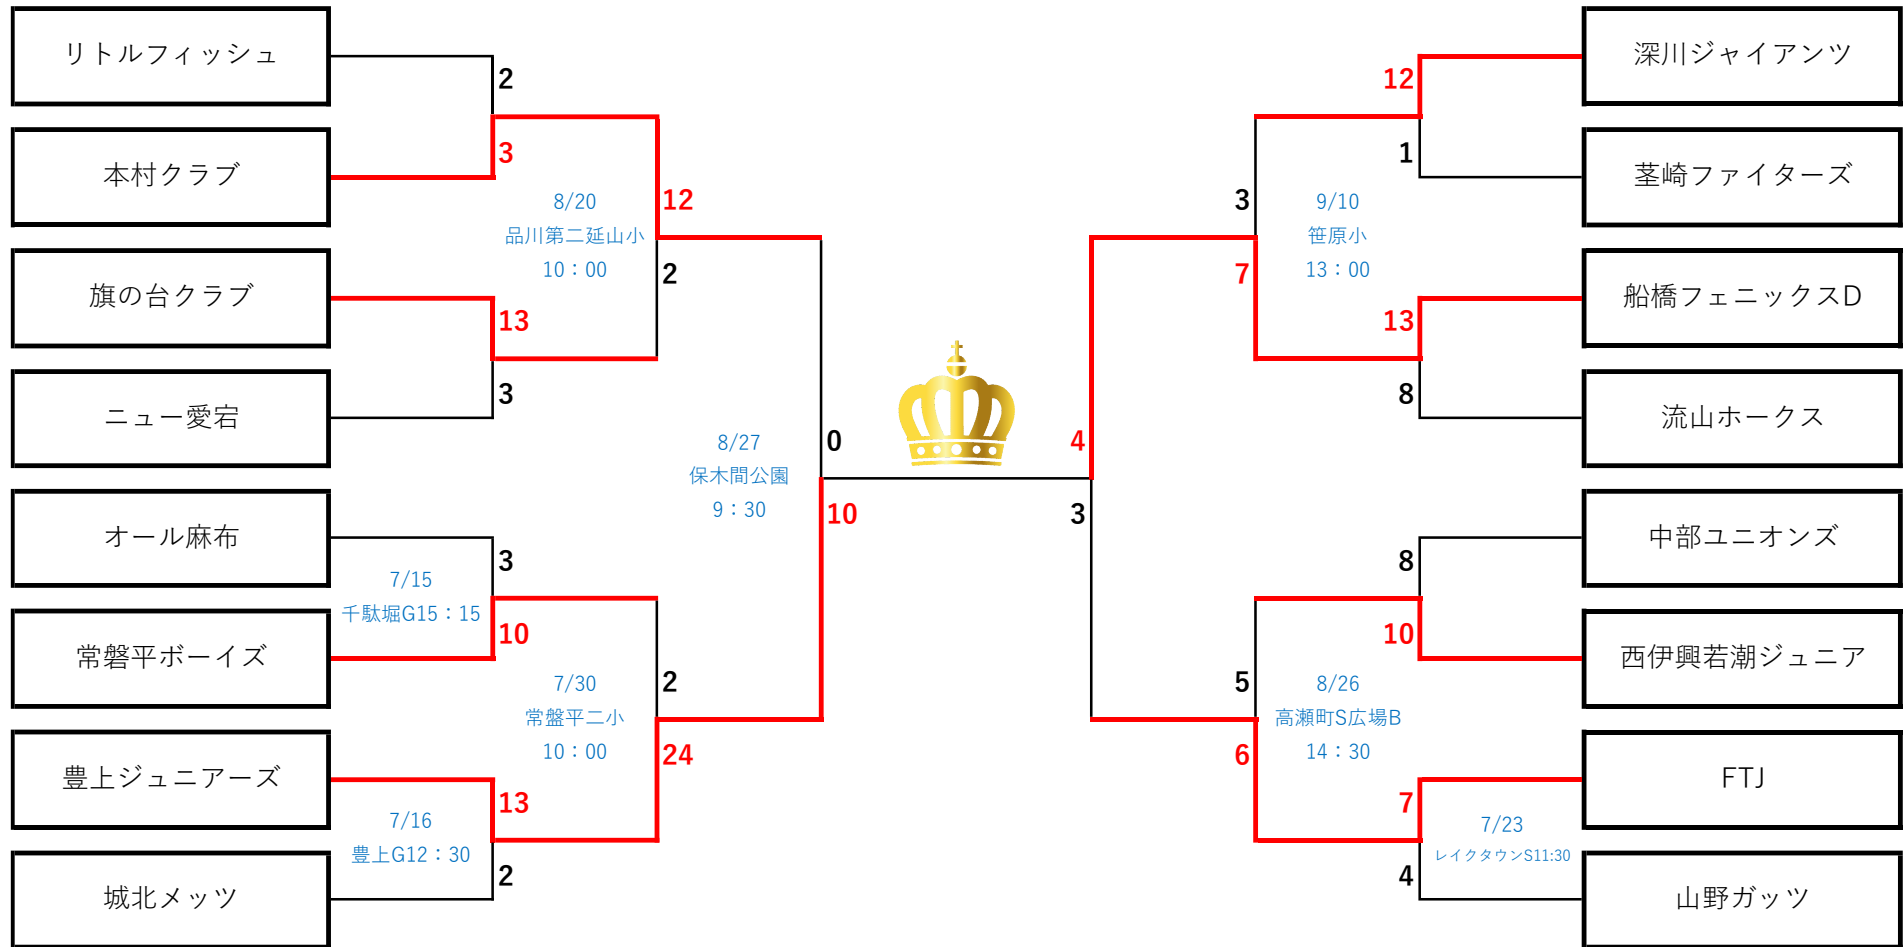 リトルフィッシュ
2
本村クラブ
3
8/20
品川第二延山小
10：00
12
旗の台クラブ
13
2
ニュー愛宕
3
8/27
保木間公園
9：30
0
10
オール麻布
3
7/15
千駄堀G15：15
常磐平ボーイズ
10
7/30
常盤平二小
10：00
2
24
豊上ジュニアーズ
13
7/16
豊上G12：30
城北メッツ
2
深川ジャイアンツ
12
茎崎ファイターズ
1
9/10
笹原小
13：00
3
7
船橋フェニックスD
13
流山ホークス
8
4
3
中部ユニオンズ
8
西伊興若潮ジュニア
10
8/26
高瀬町S広場B
14：30
5
6
FTJ
7
7/23
レイクタウンS11:30
山野ガッツ
4